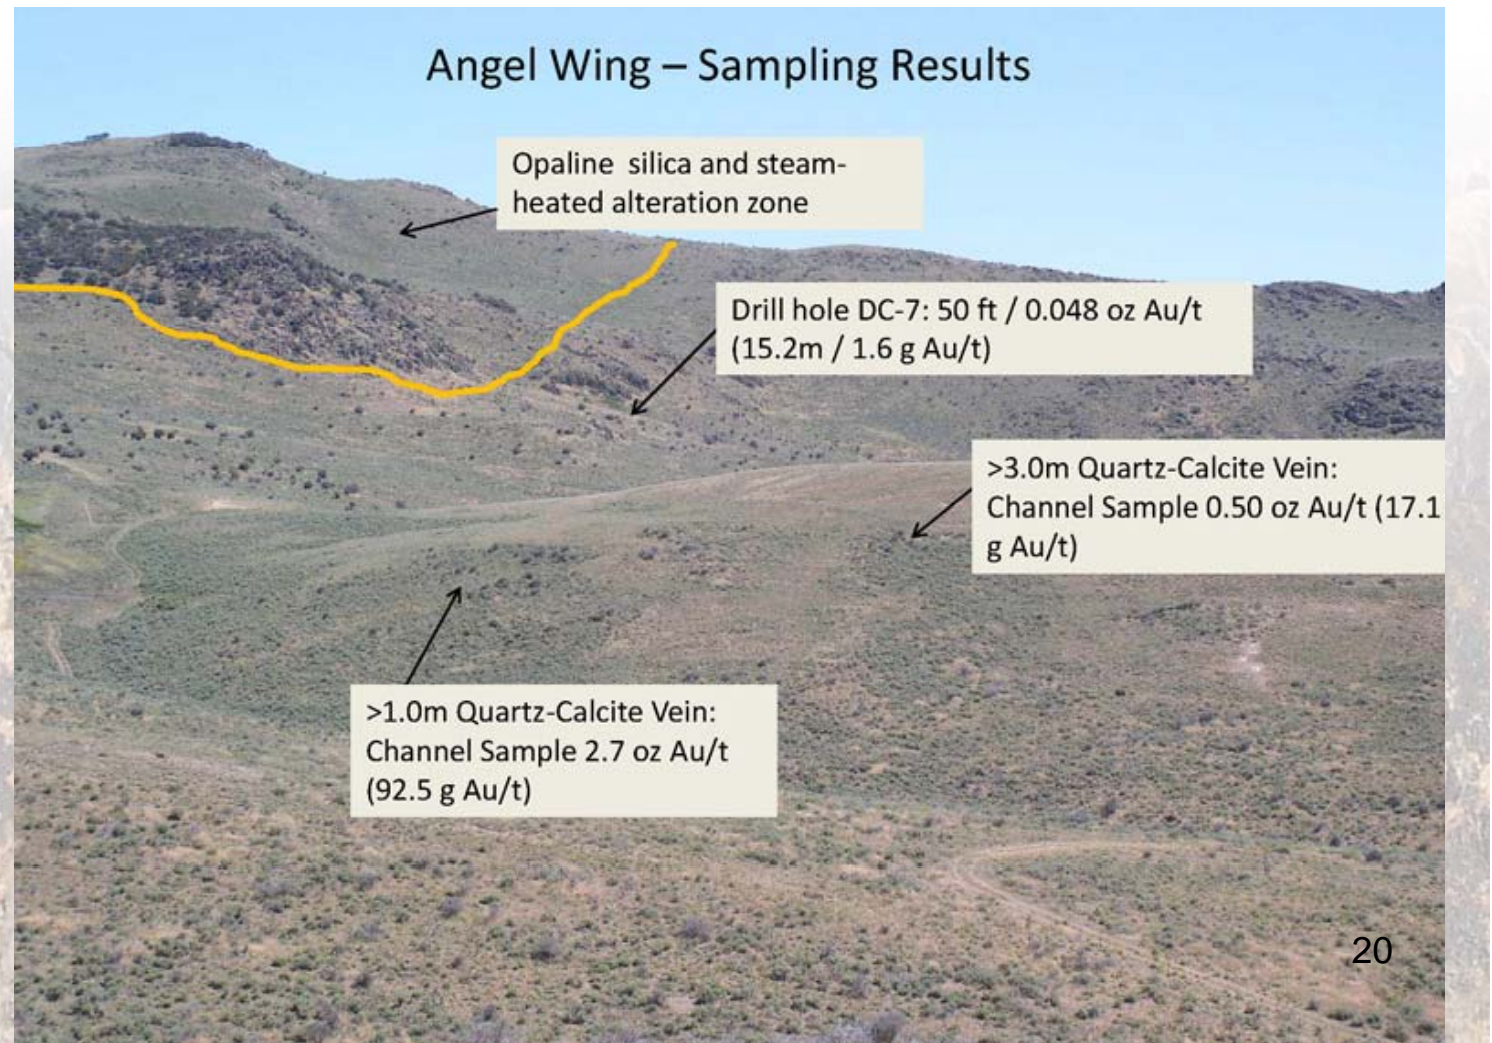 Angel Wing – Sampling Results
Opaline silica and steam-
heated alteration zone
Drill hole DC-7: 50 ft / 0.048 oz Au/t
(15.2m / 1.6 g Au/t)
>3.0m Quartz-Calcite Vein:
Channel Sample 0.50 oz Au/t (17.1
g Au/t)
>1.0m Quartz-Calcite Vein:
Channel Sample 2.7 oz Au/t
(92.5 g Au/t)
20